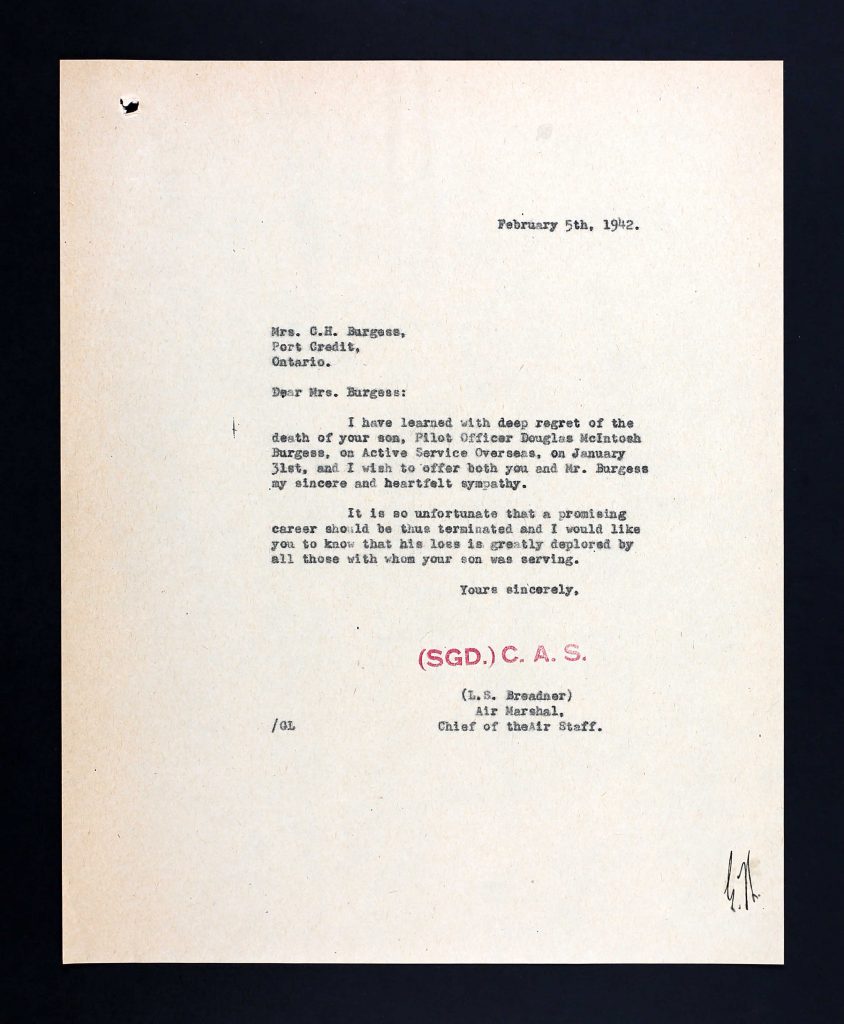 February 5th, 1942.
Mrs. C.H. Burgess,
Port Credit,
Ontario.
Dear Mrs. Burgess:
I have learned with deep regret of the
death of your son, Pilot Officer Douglas McIntosh
Burgess, on Active Service Overseas, on January
31st, and I wish to offer both you and Mr. Burgess
my sincere and heartfelt sympathy.
It is so unfortunate that a promising
career should be thus terminated and I would like
you to know that his loss is greatly deplored by
all those with whom your son was serving.
Yours sincerely,
(SGD.) C. A. S.
(L.S. Breadner)
Air Marshal,
Chief of theAir Staff.
/GL